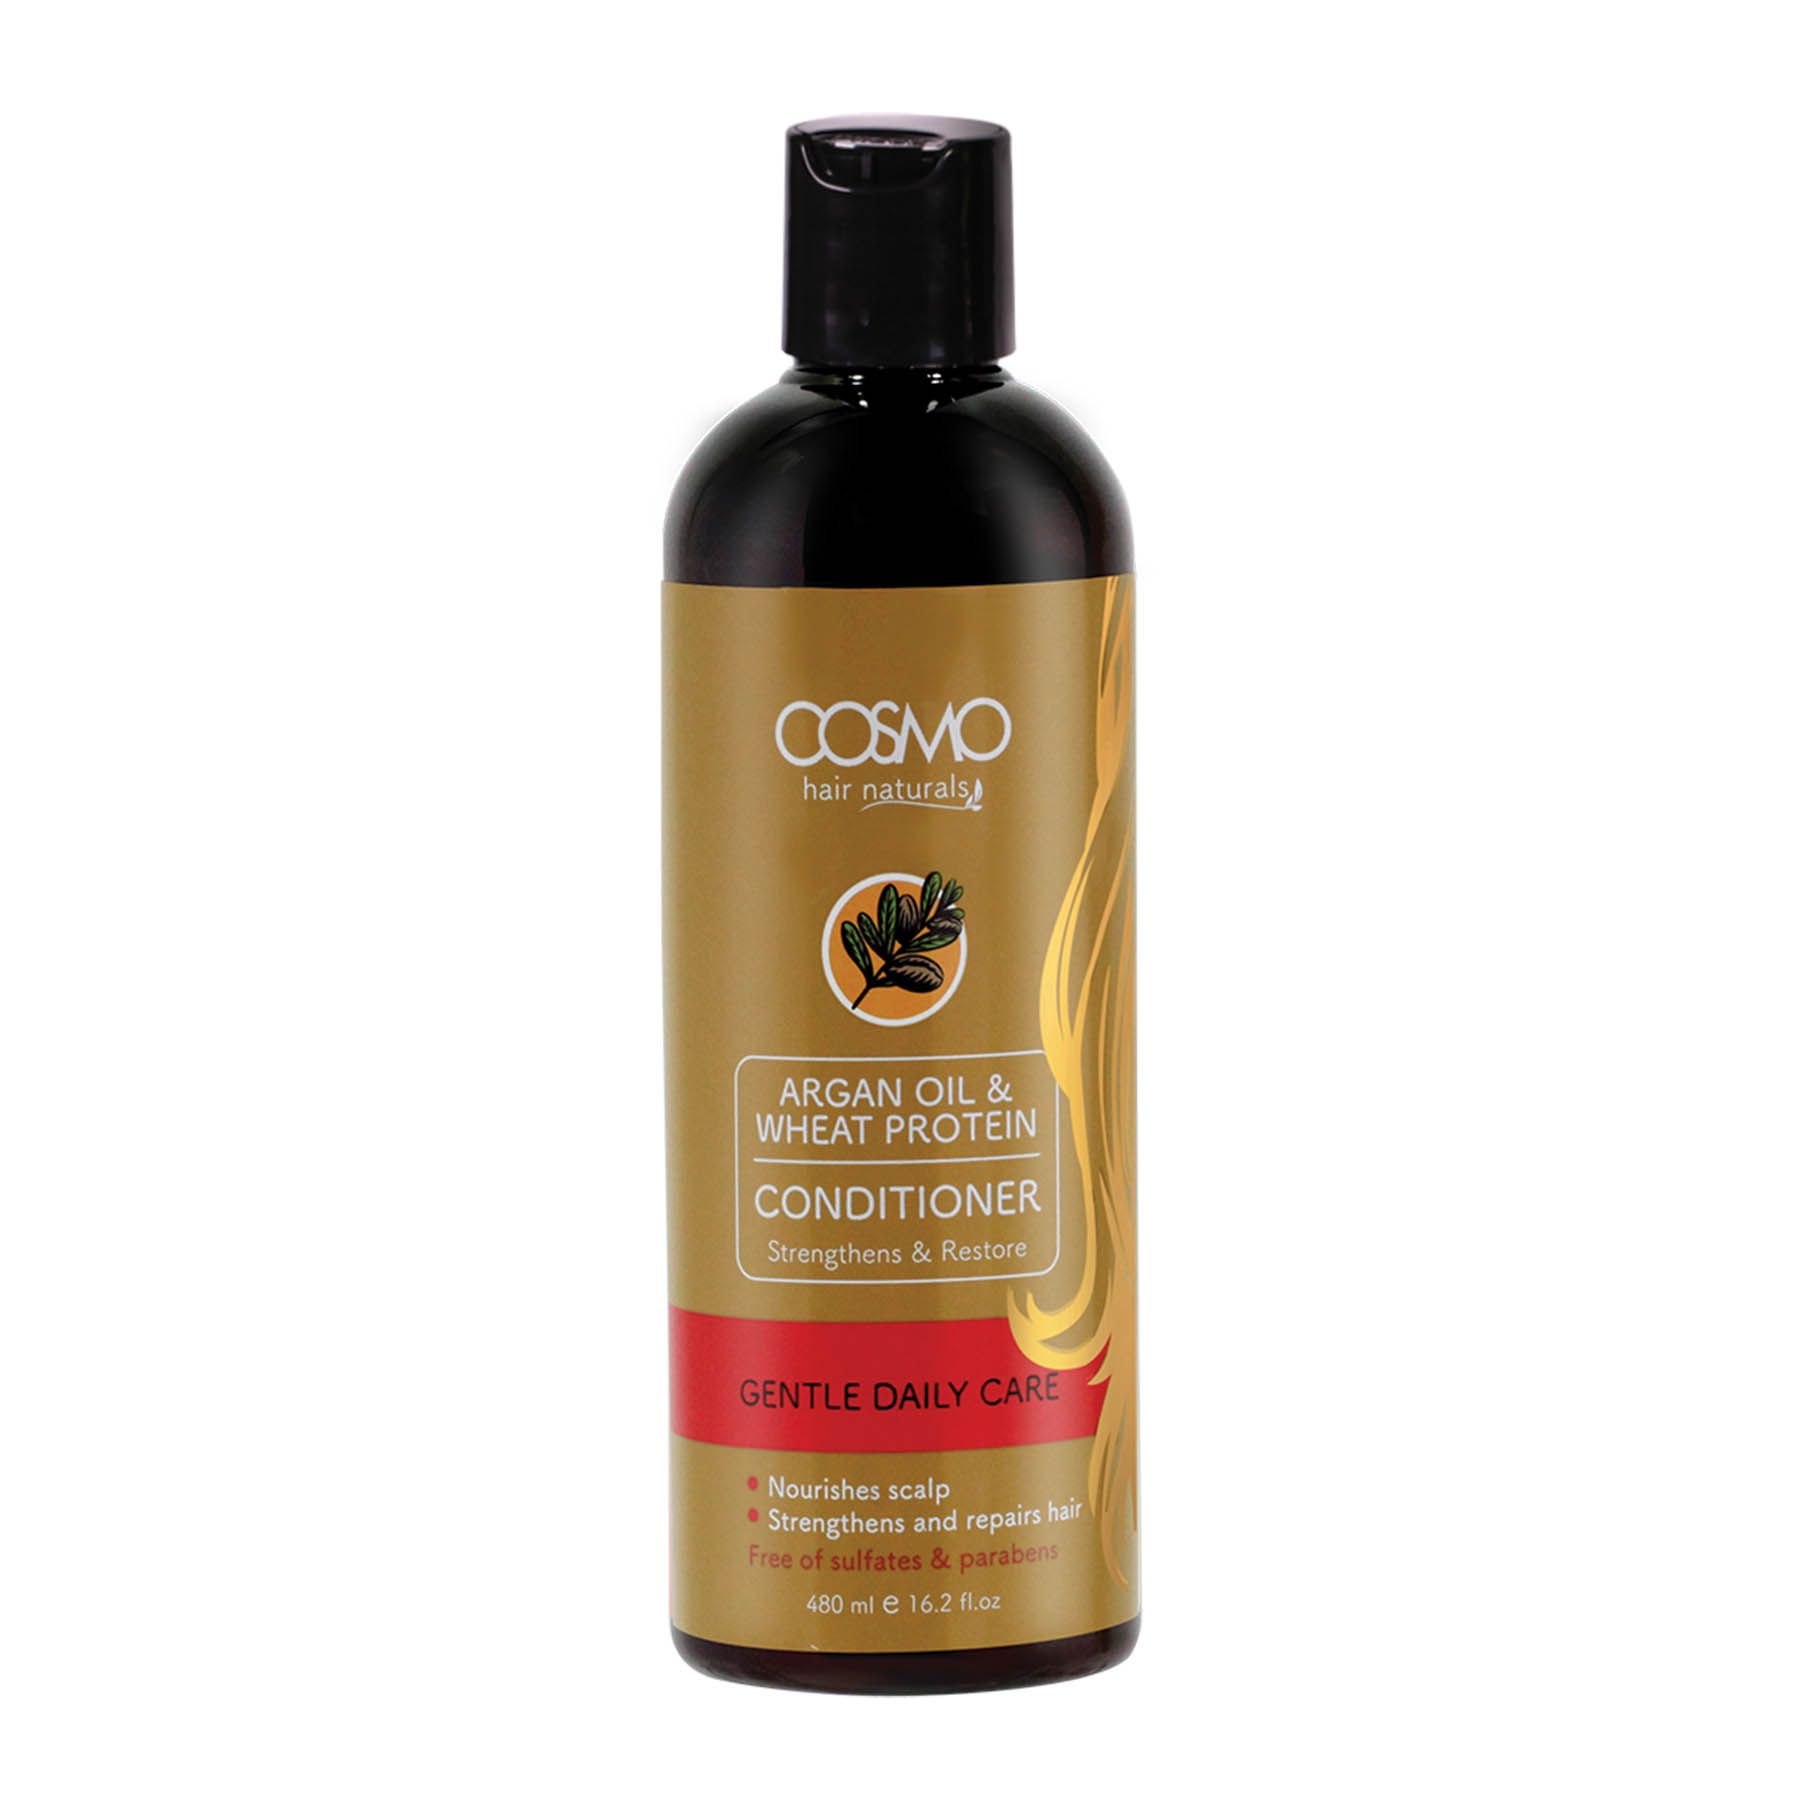 COSMO
hair naturals
ARGAN OIL &
WHEAT PROTEIN
CONDITIONER
Strengthens & Restore
GENTLE DAILY CARE
• Nourishes scalp
• Strengthens and repairs hair
Free of sulfates & parabens
480 ml e 16.2 fl.oz